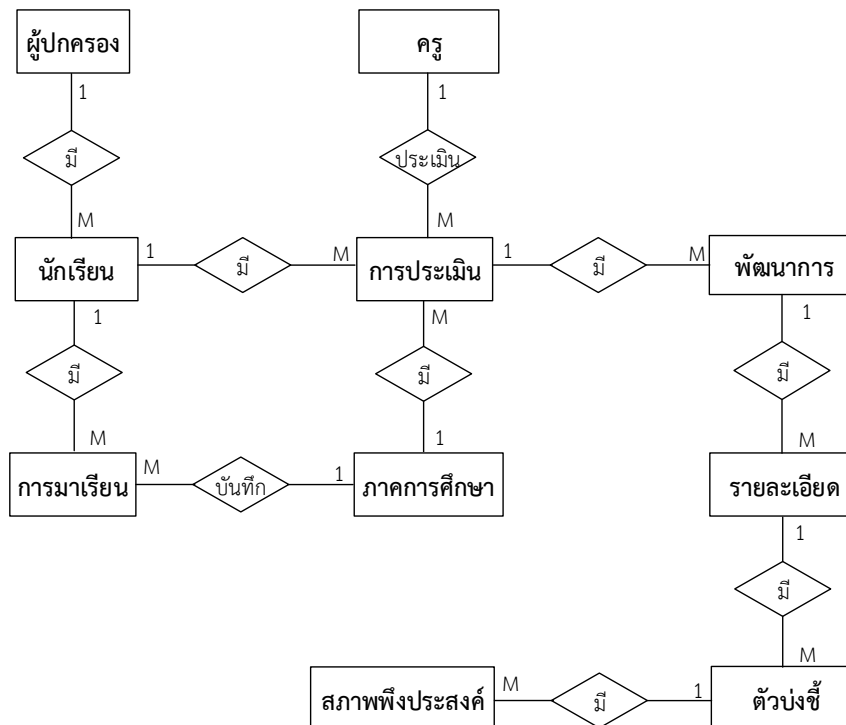 ผู้ปกครอง
ครู
1
1
มี
ประเมิน
M
M
นักเรียน
1
มี
M
การประเมิน
1
มี
M
พัฒนาการ
1
M
1
มี
มี
มี
M
1
M
การมาเรียน
M
บันทึก
1
ภาคการศึกษา
รายละเอียด
1
มี
M
สภาพพึงประสงค์
M
มี
1
ตัวบ่งชี้